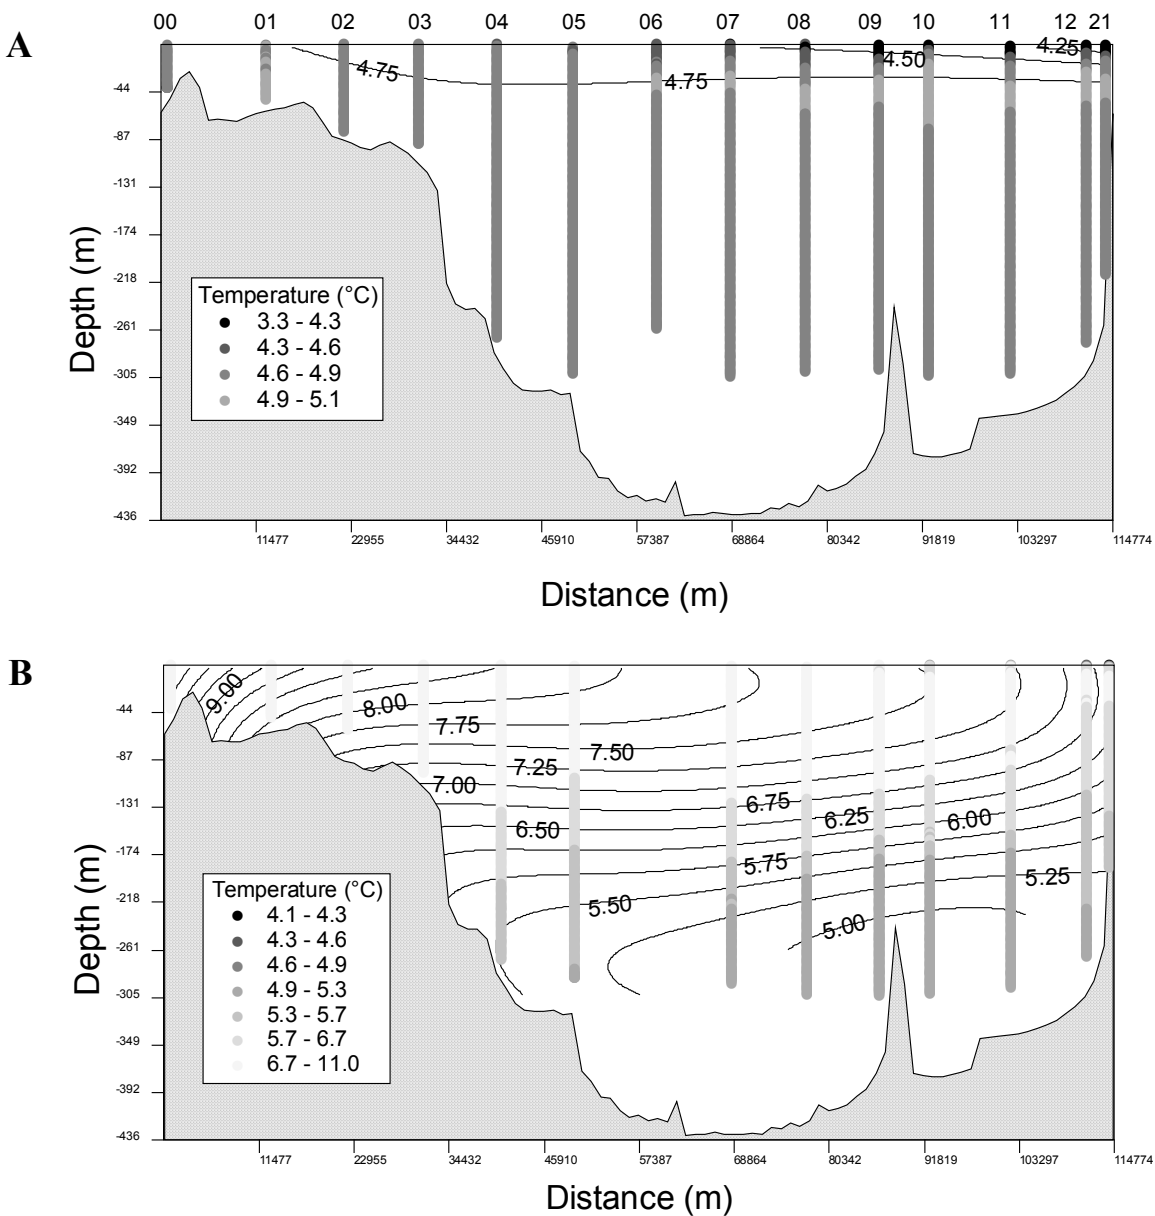 00 01 02 03 04 05 06 07 08 09 10 11 12 21
A
4.75 4.75 4.50 4.25
-44
-87
-131
-174
-218
-261
-305
-349
-392
-436
Depth (m)
Temperature (°C)
3.3 - 4.3
4.3 - 4.6
4.6 - 4.9
4.9 - 5.1
11477 22955 34432 45910 57387 68864 80342 91819 103297 114774
Distance (m)
B
9.00
8.00
7.75
7.50
7.25
7.00
6.75
6.50 6.25 6.00
5.75
5.50 5.25
5.00
-44
-87
-131
-174
-218
-261
-305
-349
-392
-436
Depth (m)
Temperature (°C)
4.1 - 4.3
4.3 - 4.6
4.6 - 4.9
4.9 - 5.3
5.3 - 5.7
5.7 - 6.7
6.7 - 11.0
11477 22955 34432 45910 57387 68864 80342 91819 103297 114774
Distance (m)